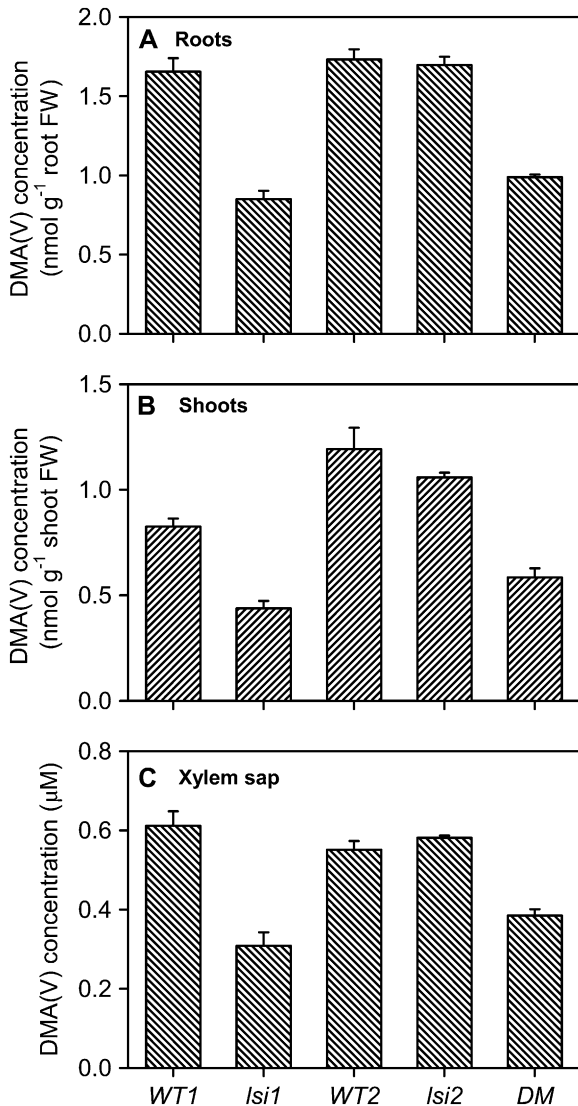 A Roots
DMA(V) concentration
(nmol g⁻¹ root FW)
2.0
1.5
1.0
0.5
0.0
B Shoots
DMA(V) concentration
(nmol g⁻¹ shoot FW)
1.5
1.0
0.5
0.0
C Xylem sap
DMA(V) concentration (μM)
0.8
0.6
0.4
0.2
0.0
WT1 lsi1 WT2 lsi2 DM